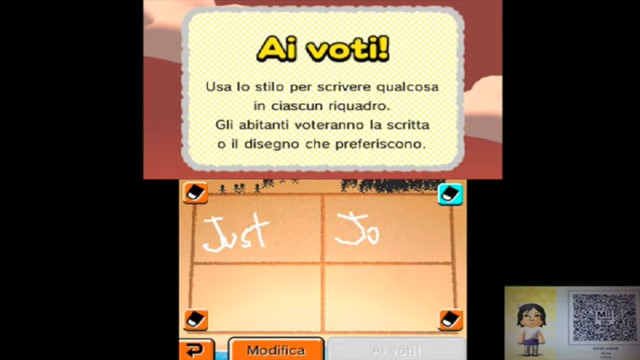 Ai voti!
Usa lo stilo per scrivere qualcosa
in ciascun riquadro.
Gli abitanti voteranno la scritta
o il disegno che preferiscono.
Just Jo
Modifica Ai voti!
Mii